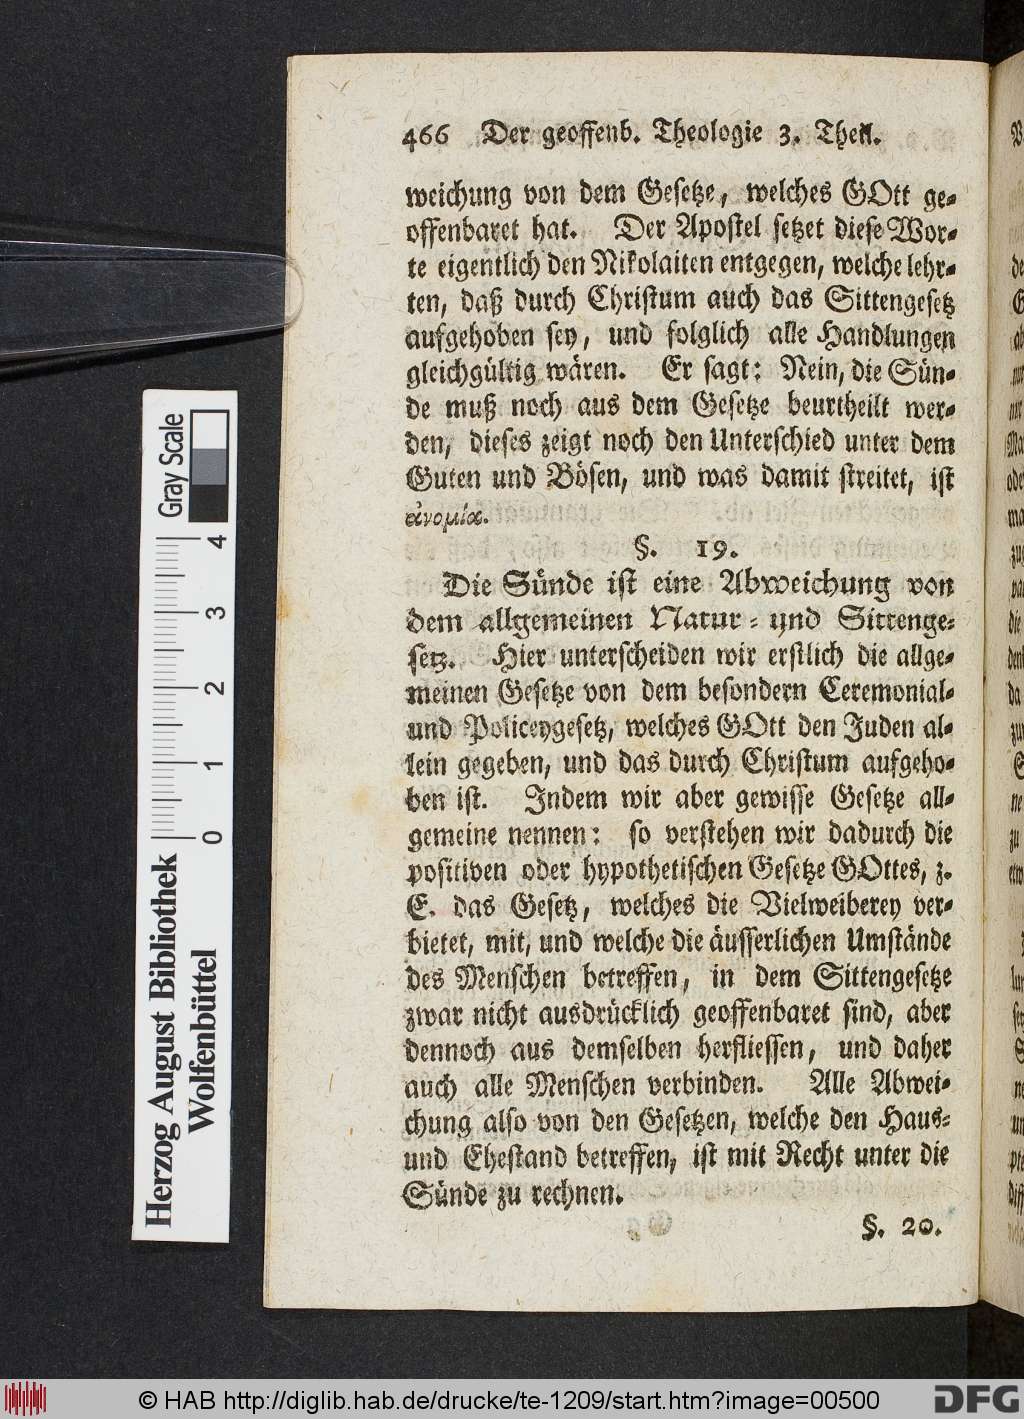 466 Der geoffenb. Theologie 3. Theil.
weichung von dem Gesetze, welches GOtt ge-
offenbaret hat. Der Apostel setzet diese Wor-
te eigentlich den Nikolaiten entgegen, welche lehr-
ten, daß durch Christum auch das Sittengesetz
aufgehoben sey, und folglich alle Handlungen
gleichgültig wären. Er sagt: Nein, die Sün-
de muß noch aus dem Gesetze beurtheilt wer-
den, dieses zeigt noch den Unterschied unter dem
Guten und Bösen, und was damit streitet, ist
ἀνομία.
§. 19.
Die Sünde ist eine Abweichung von
dem allgemeinen Natur- und Sittenge-
setz. Hier unterscheiden wir erstlich die allge-
meinen Gesetze von dem besondern Ceremonial-
und Policeygesetz, welches GOtt den Juden al-
lein gegeben, und das durch Christum aufgeho-
ben ist. Indem wir aber gewisse Gesetze all-
gemeine nennen: so verstehen wir dadurch die
positiven oder hypothetischen Gesetze GOttes, z.
E. das Gesetz, welches die Vielweiberey ver-
bietet, mit, und welche die äusserlichen Umstände
des Menschen betreffen, in dem Sittengesetze
zwar nicht ausdrücklich geoffenbaret sind, aber
dennoch aus demselben herfliessen, und daher
auch alle Menschen verbinden. Alle Abwei-
chung also von den Gesetzen, welche den Haus-
und Ehestand betreffen, ist mit Recht unter die
Sünde zu rechnen.
§. 20.
Gray Scale
0 1 2 3 4
Herzog August Bibliothek
Wolfenbüttel
© HAB http://diglib.hab.de/drucke/te-1209/start.htm?image=00500
DFG